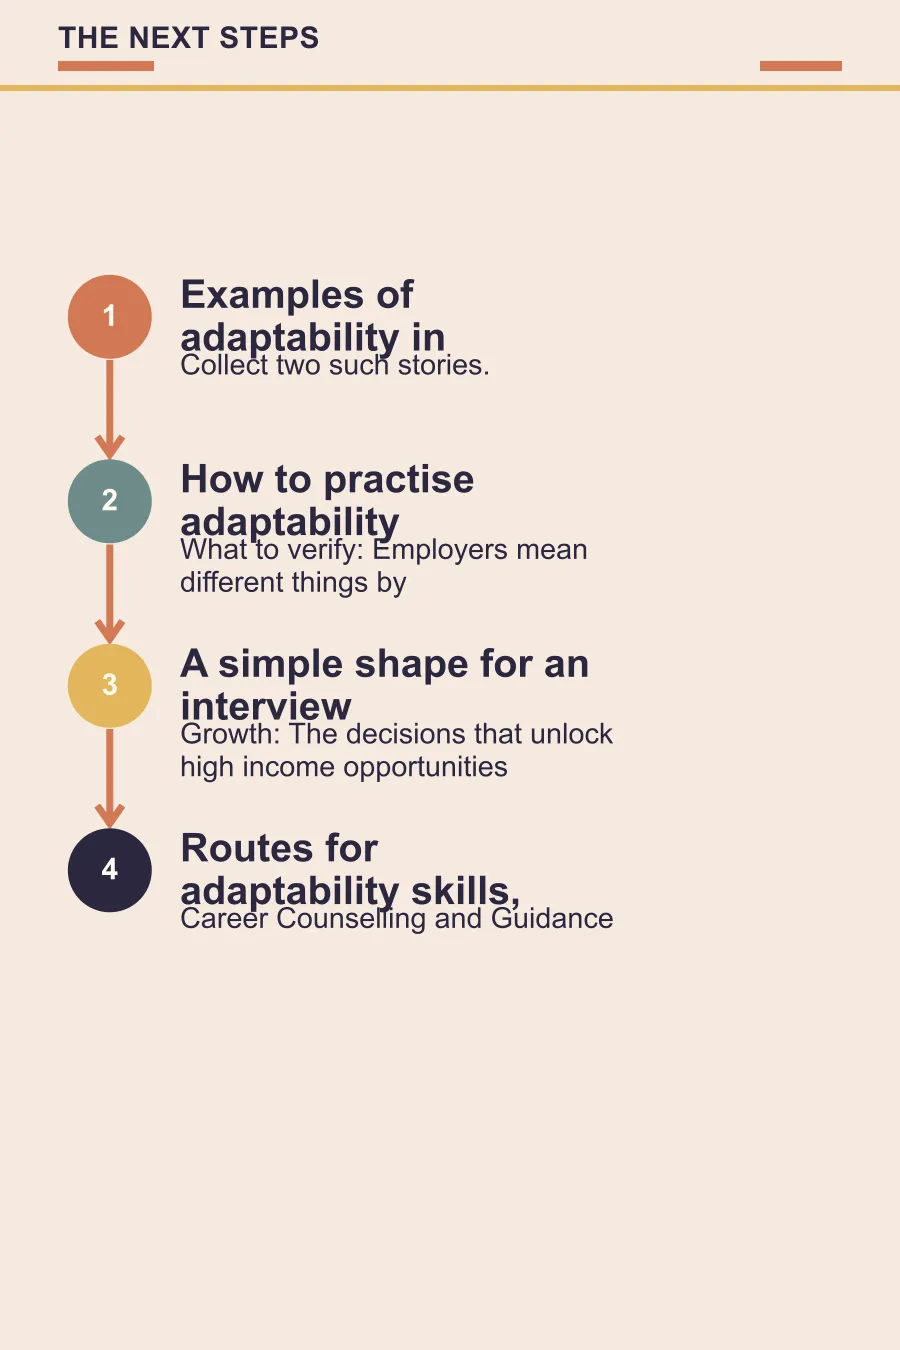 THE NEXT STEPS
1
Examples of
adaptability in
Collect two such stories.
2
How to practise
adaptability
What to verify: Employers mean
different things by
3
A simple shape for an
interview
Growth: The decisions that unlock
high income opportunities
4
Routes for
adaptability skills,
Career Counselling and Guidance